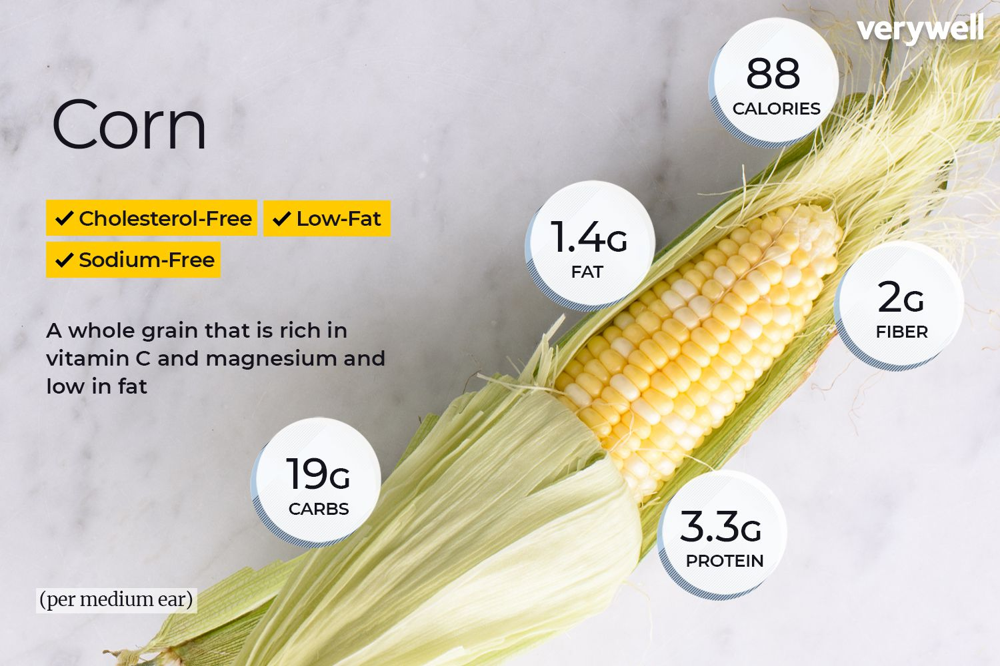 verywell
Corn
Cholesterol-Free
Low-Fat
Sodium-Free
A whole grain that is rich in
vitamin C and magnesium and
low in fat
88
CALORIES
1.4G
FAT
2G
FIBER
19G
CARBS
3.3G
PROTEIN
(per medium ear)